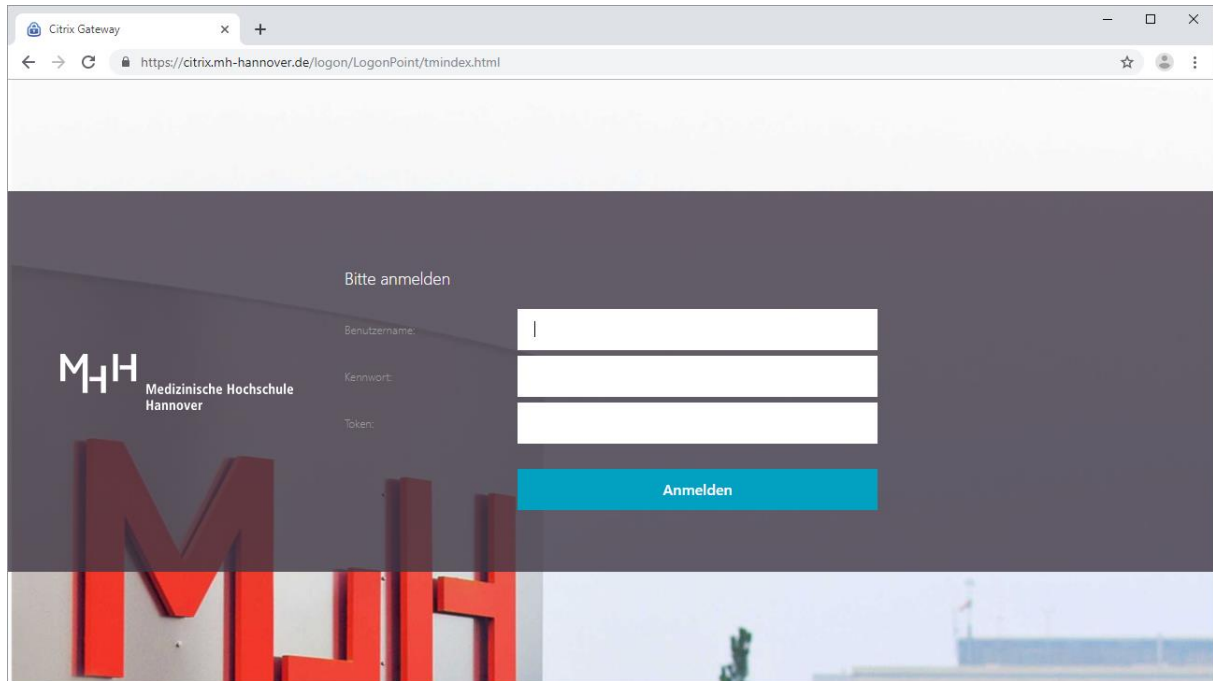 Citrix Gateway
https://citrix.mh-hannover.de/logon/LogonPoint/tmindex.html
Bitte anmelden
Benutzername:
MHH
Medizinische Hochschule
Hannover
Kennwort:
Token:
Anmelden
MHH